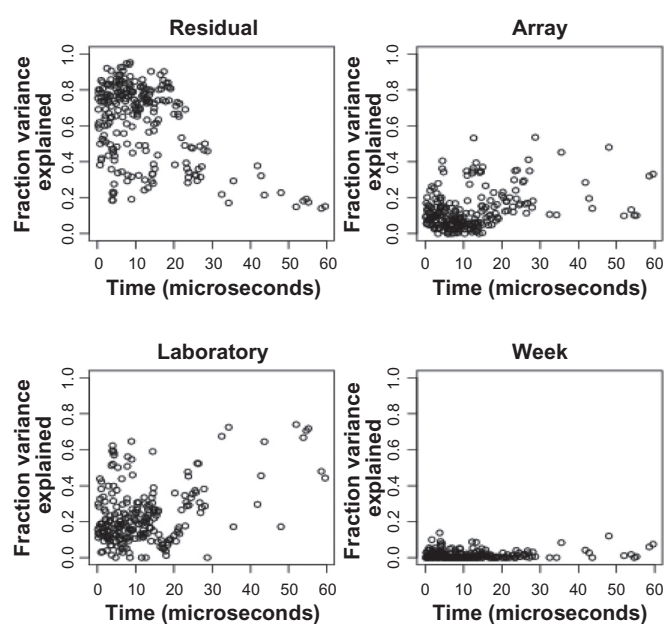 Residual
Fraction variance
explained
0.0 0.2 0.4 0.6 0.8 1.0
0 10 20 30 40 50 60
Time (microseconds)
Array
Fraction variance
explained
0.0 0.2 0.4 0.6 0.8 1.0
0 10 20 30 40 50 60
Time (microseconds)
Laboratory
Fraction variance
explained
0.0 0.2 0.4 0.6 0.8 1.0
0 10 20 30 40 50 60
Time (microseconds)
Week
Fraction variance
explained
0.0 0.2 0.4 0.6 0.8 1.0
0 10 20 30 40 50 60
Time (microseconds)